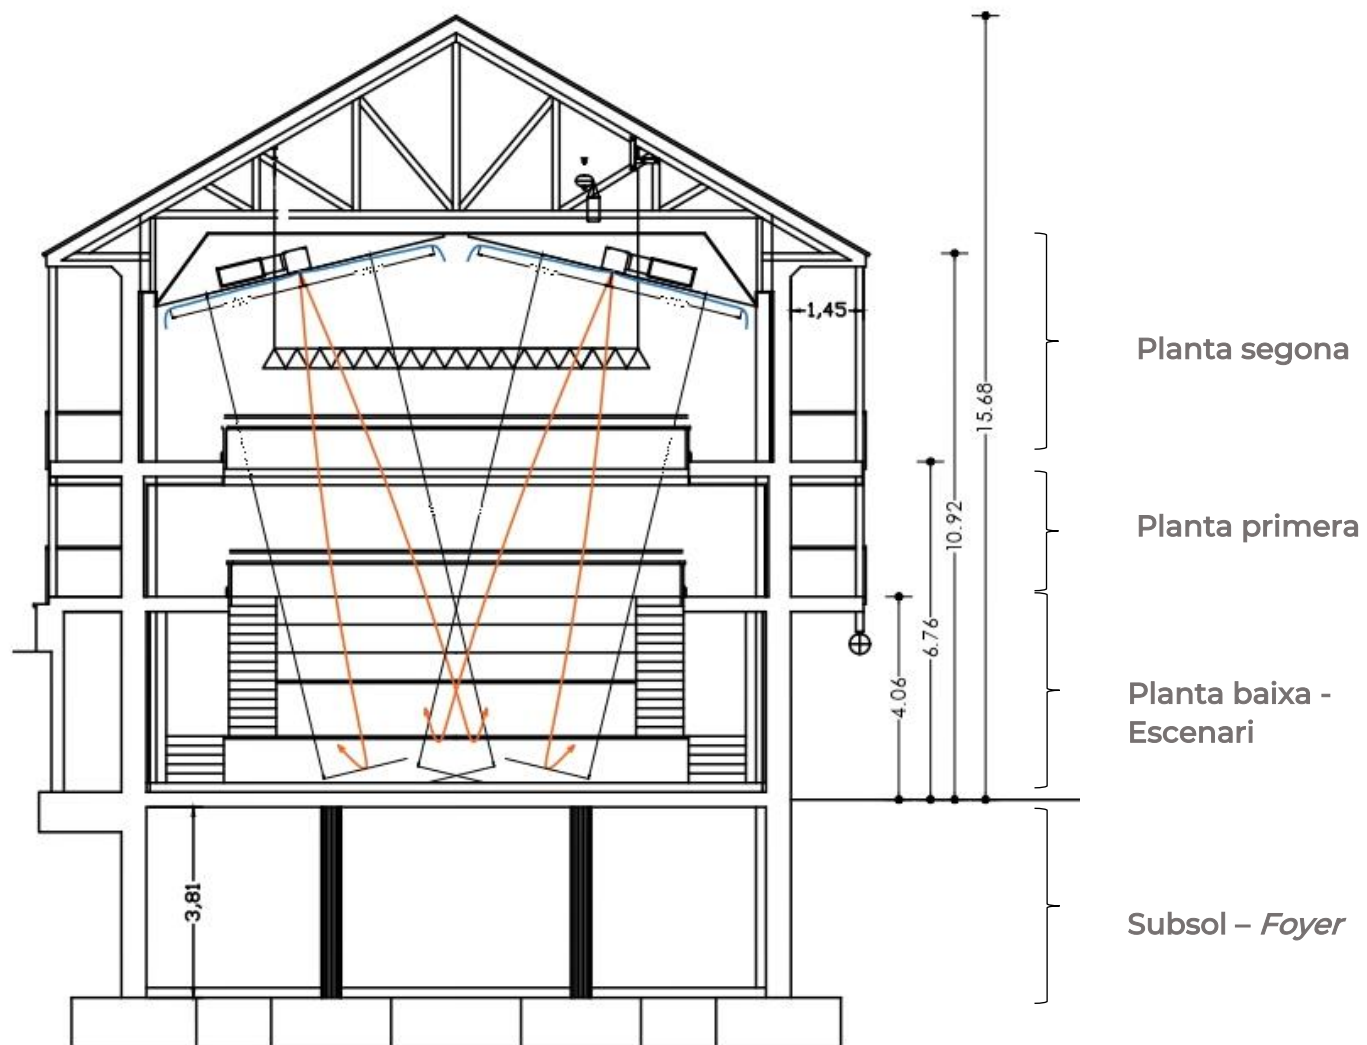 15.68
10.92
6.76
4.06
1,45
3,81
Planta segona
Planta primera
Planta baixa -
Escenari
Subsol – Foyer